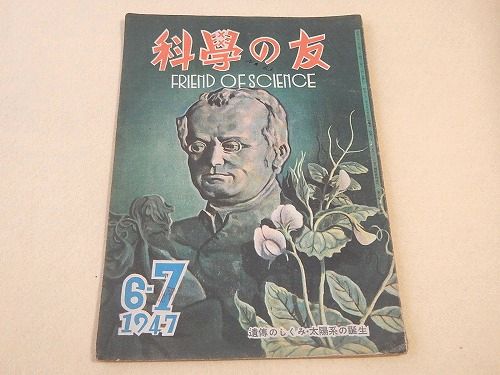 科學の友
FRIEND OF SCIENCE
6-7
1947
遺傳のしくみ・太陽系の誕生